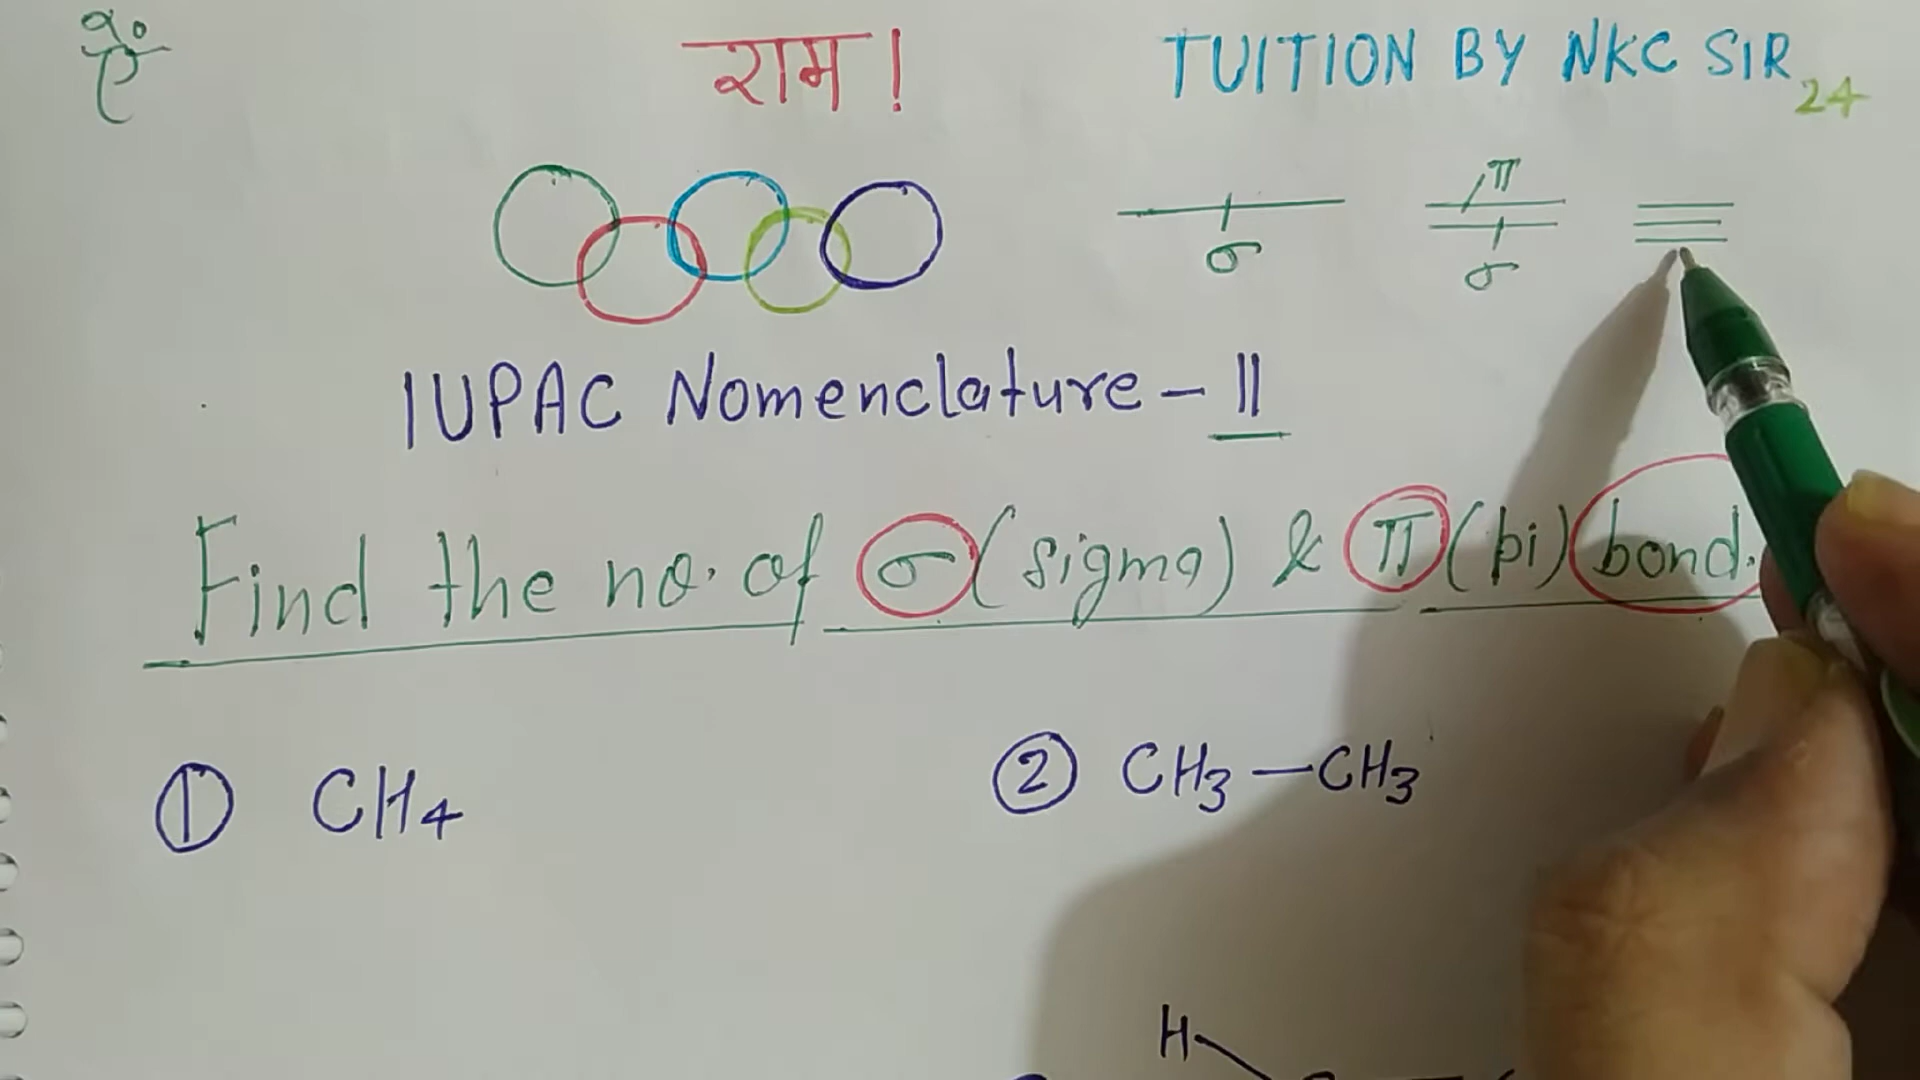 राम !
TUITION BY NKC SIR
24
π
σ
σ
IUPAC Nomenclature - II
Find the no. of σ (sigma) & π (pi) bond.
① CH4
② CH3 - CH3
H